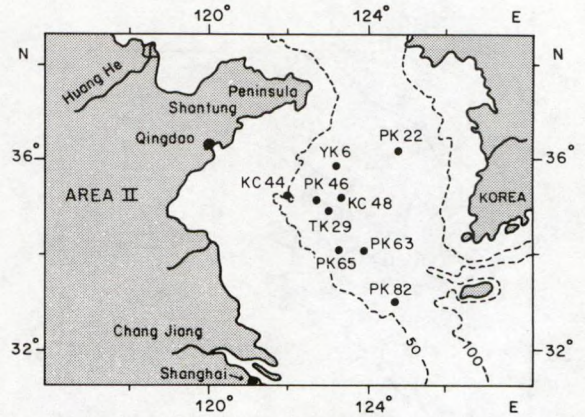 120° 124° E
N N
Huang He
Peninsula
Shantung
Qingdao
PK 22
36° 36°
YK 6
KC 44 PK 46
KC 48
AREA II
KOREA
TK 29
PK 63
PK 65
PK 82
Chang Jiang
32° 50 100 32°
Shanghai
120° 124° E